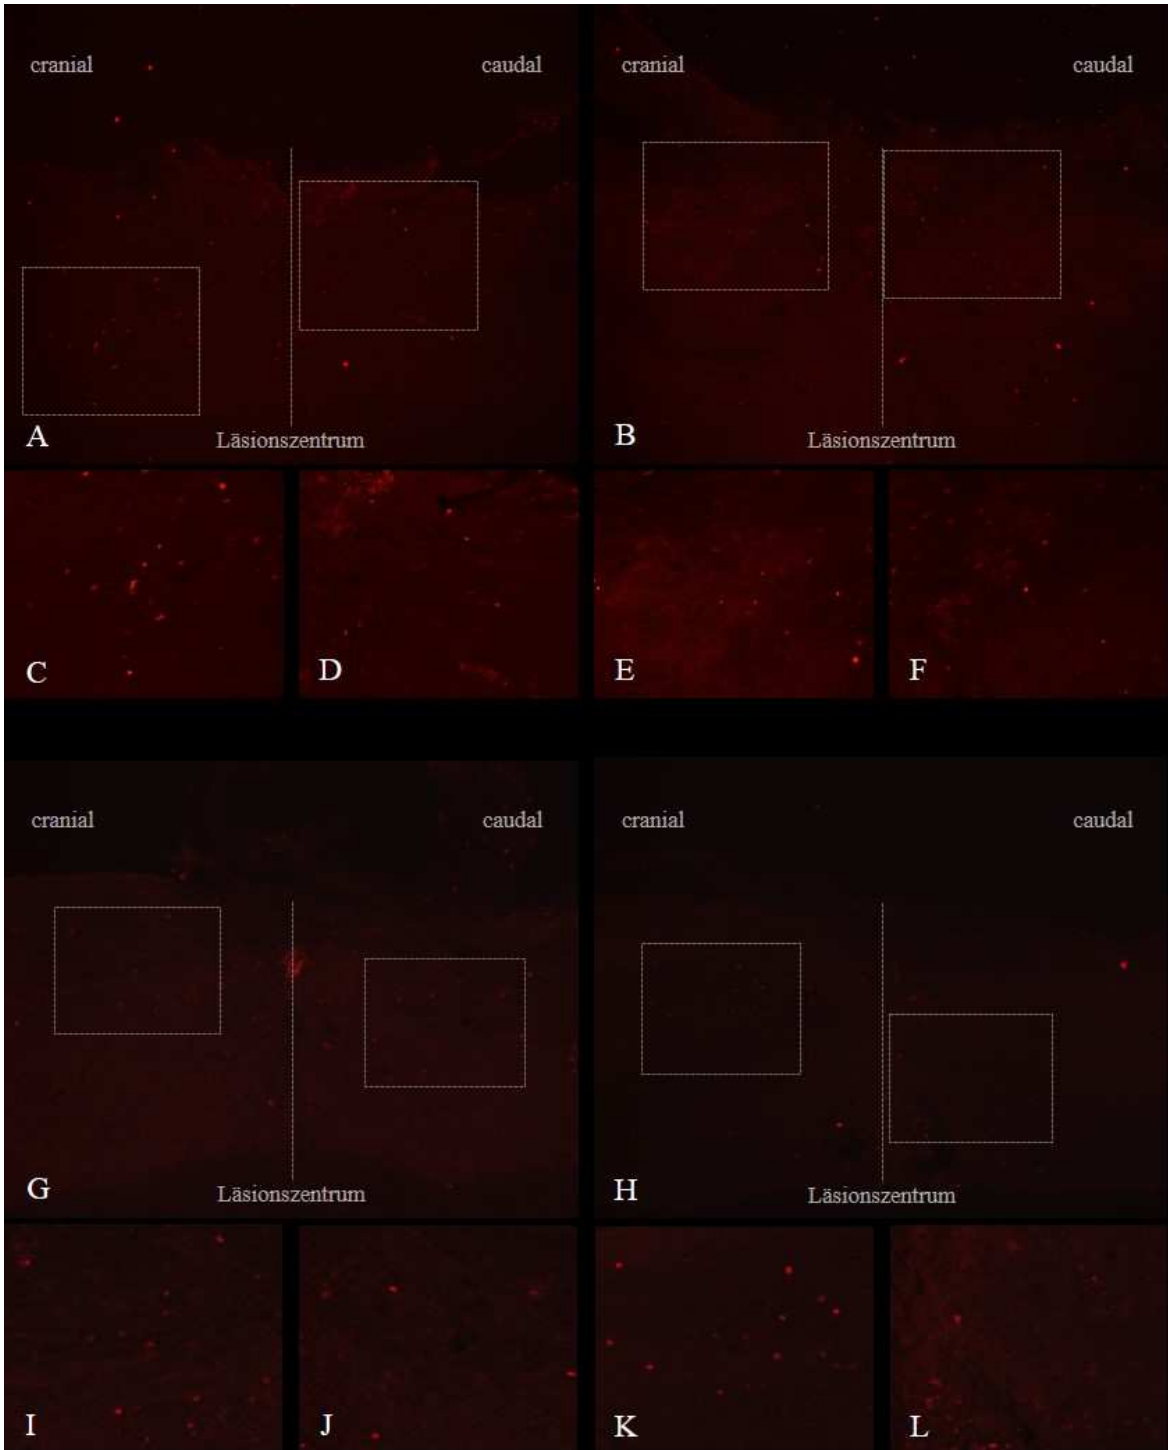 cranial caudal
cranial caudal
A Läsionszentrum
B Läsionszentrum
C D E F
cranial caudal
cranial caudal
G Läsionszentrum
H Läsionszentrum
I J K L